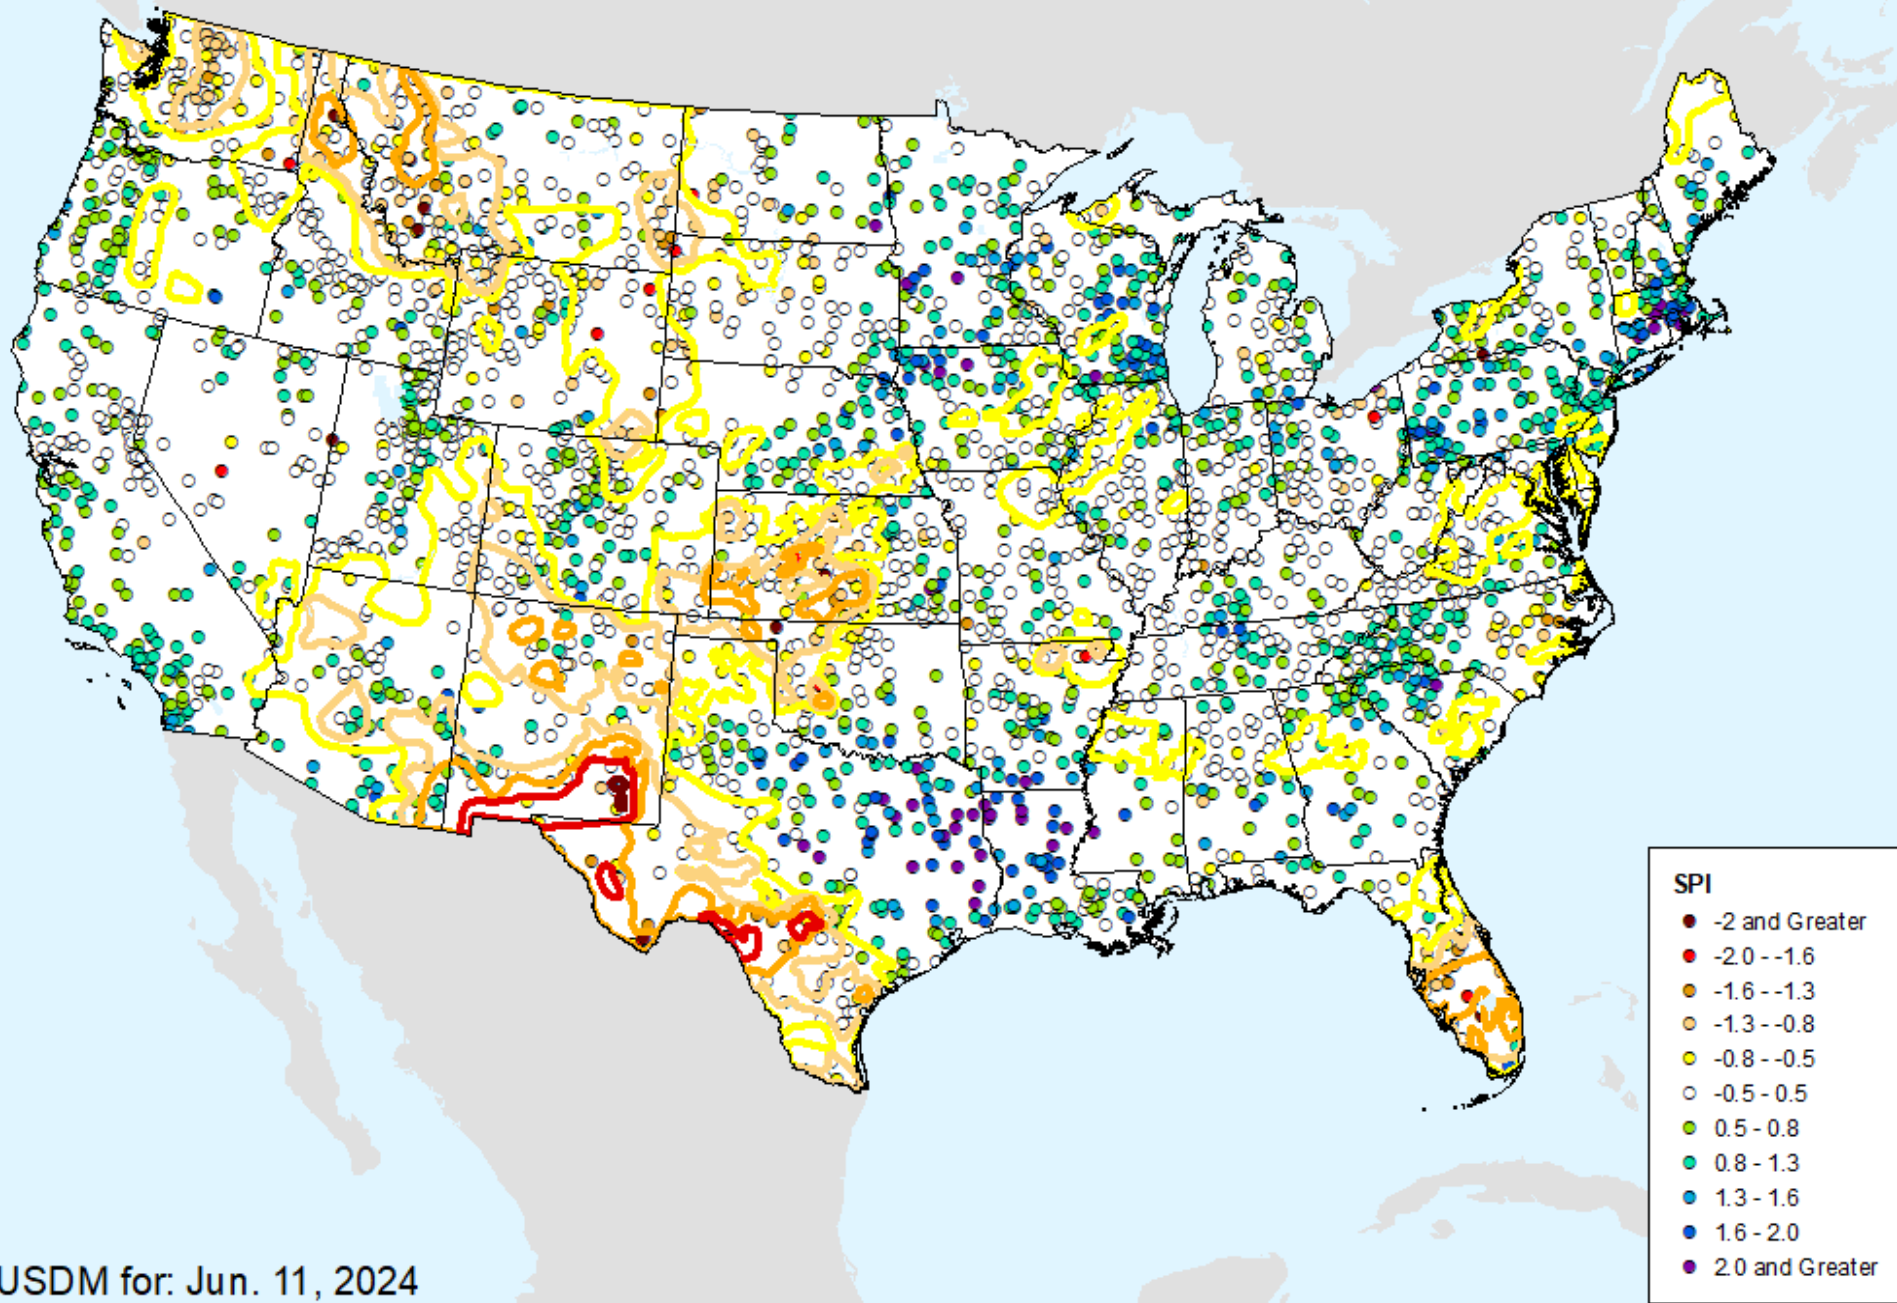 SPI
-2 and Greater
-2.0 - -1.6
-1.6 - -1.3
-1.3 - -0.8
-0.8 - -0.5
-0.5 - 0.5
0.5 - 0.8
0.8 - 1.3
1.3 - 1.6
1.6 - 2.0
2.0 and Greater
USDM for: Jun. 11, 2024